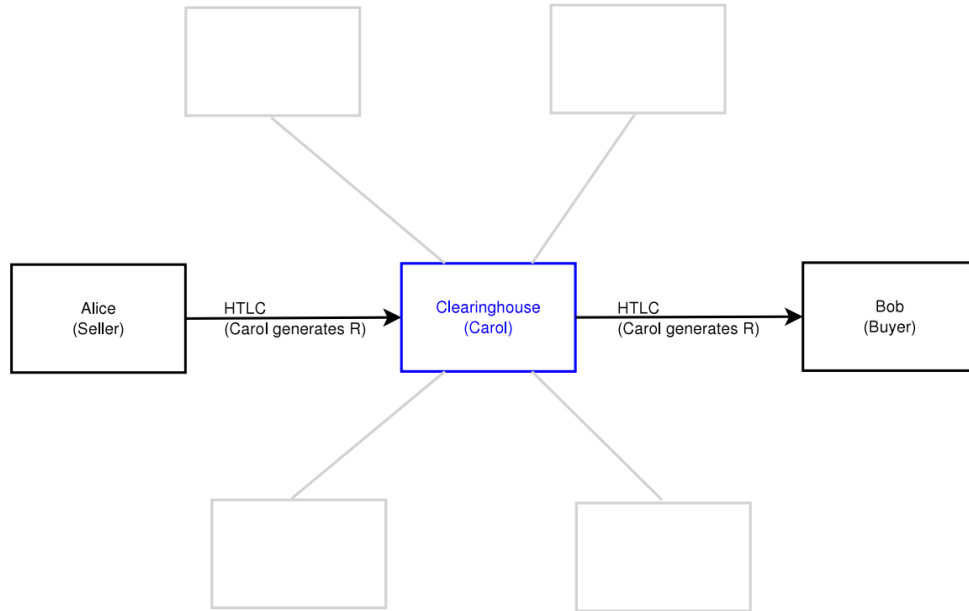 Alice
(Seller)
HTLC
(Carol generates R)
Clearinghouse
(Carol)
HTLC
(Carol generates R)
Bob
(Buyer)